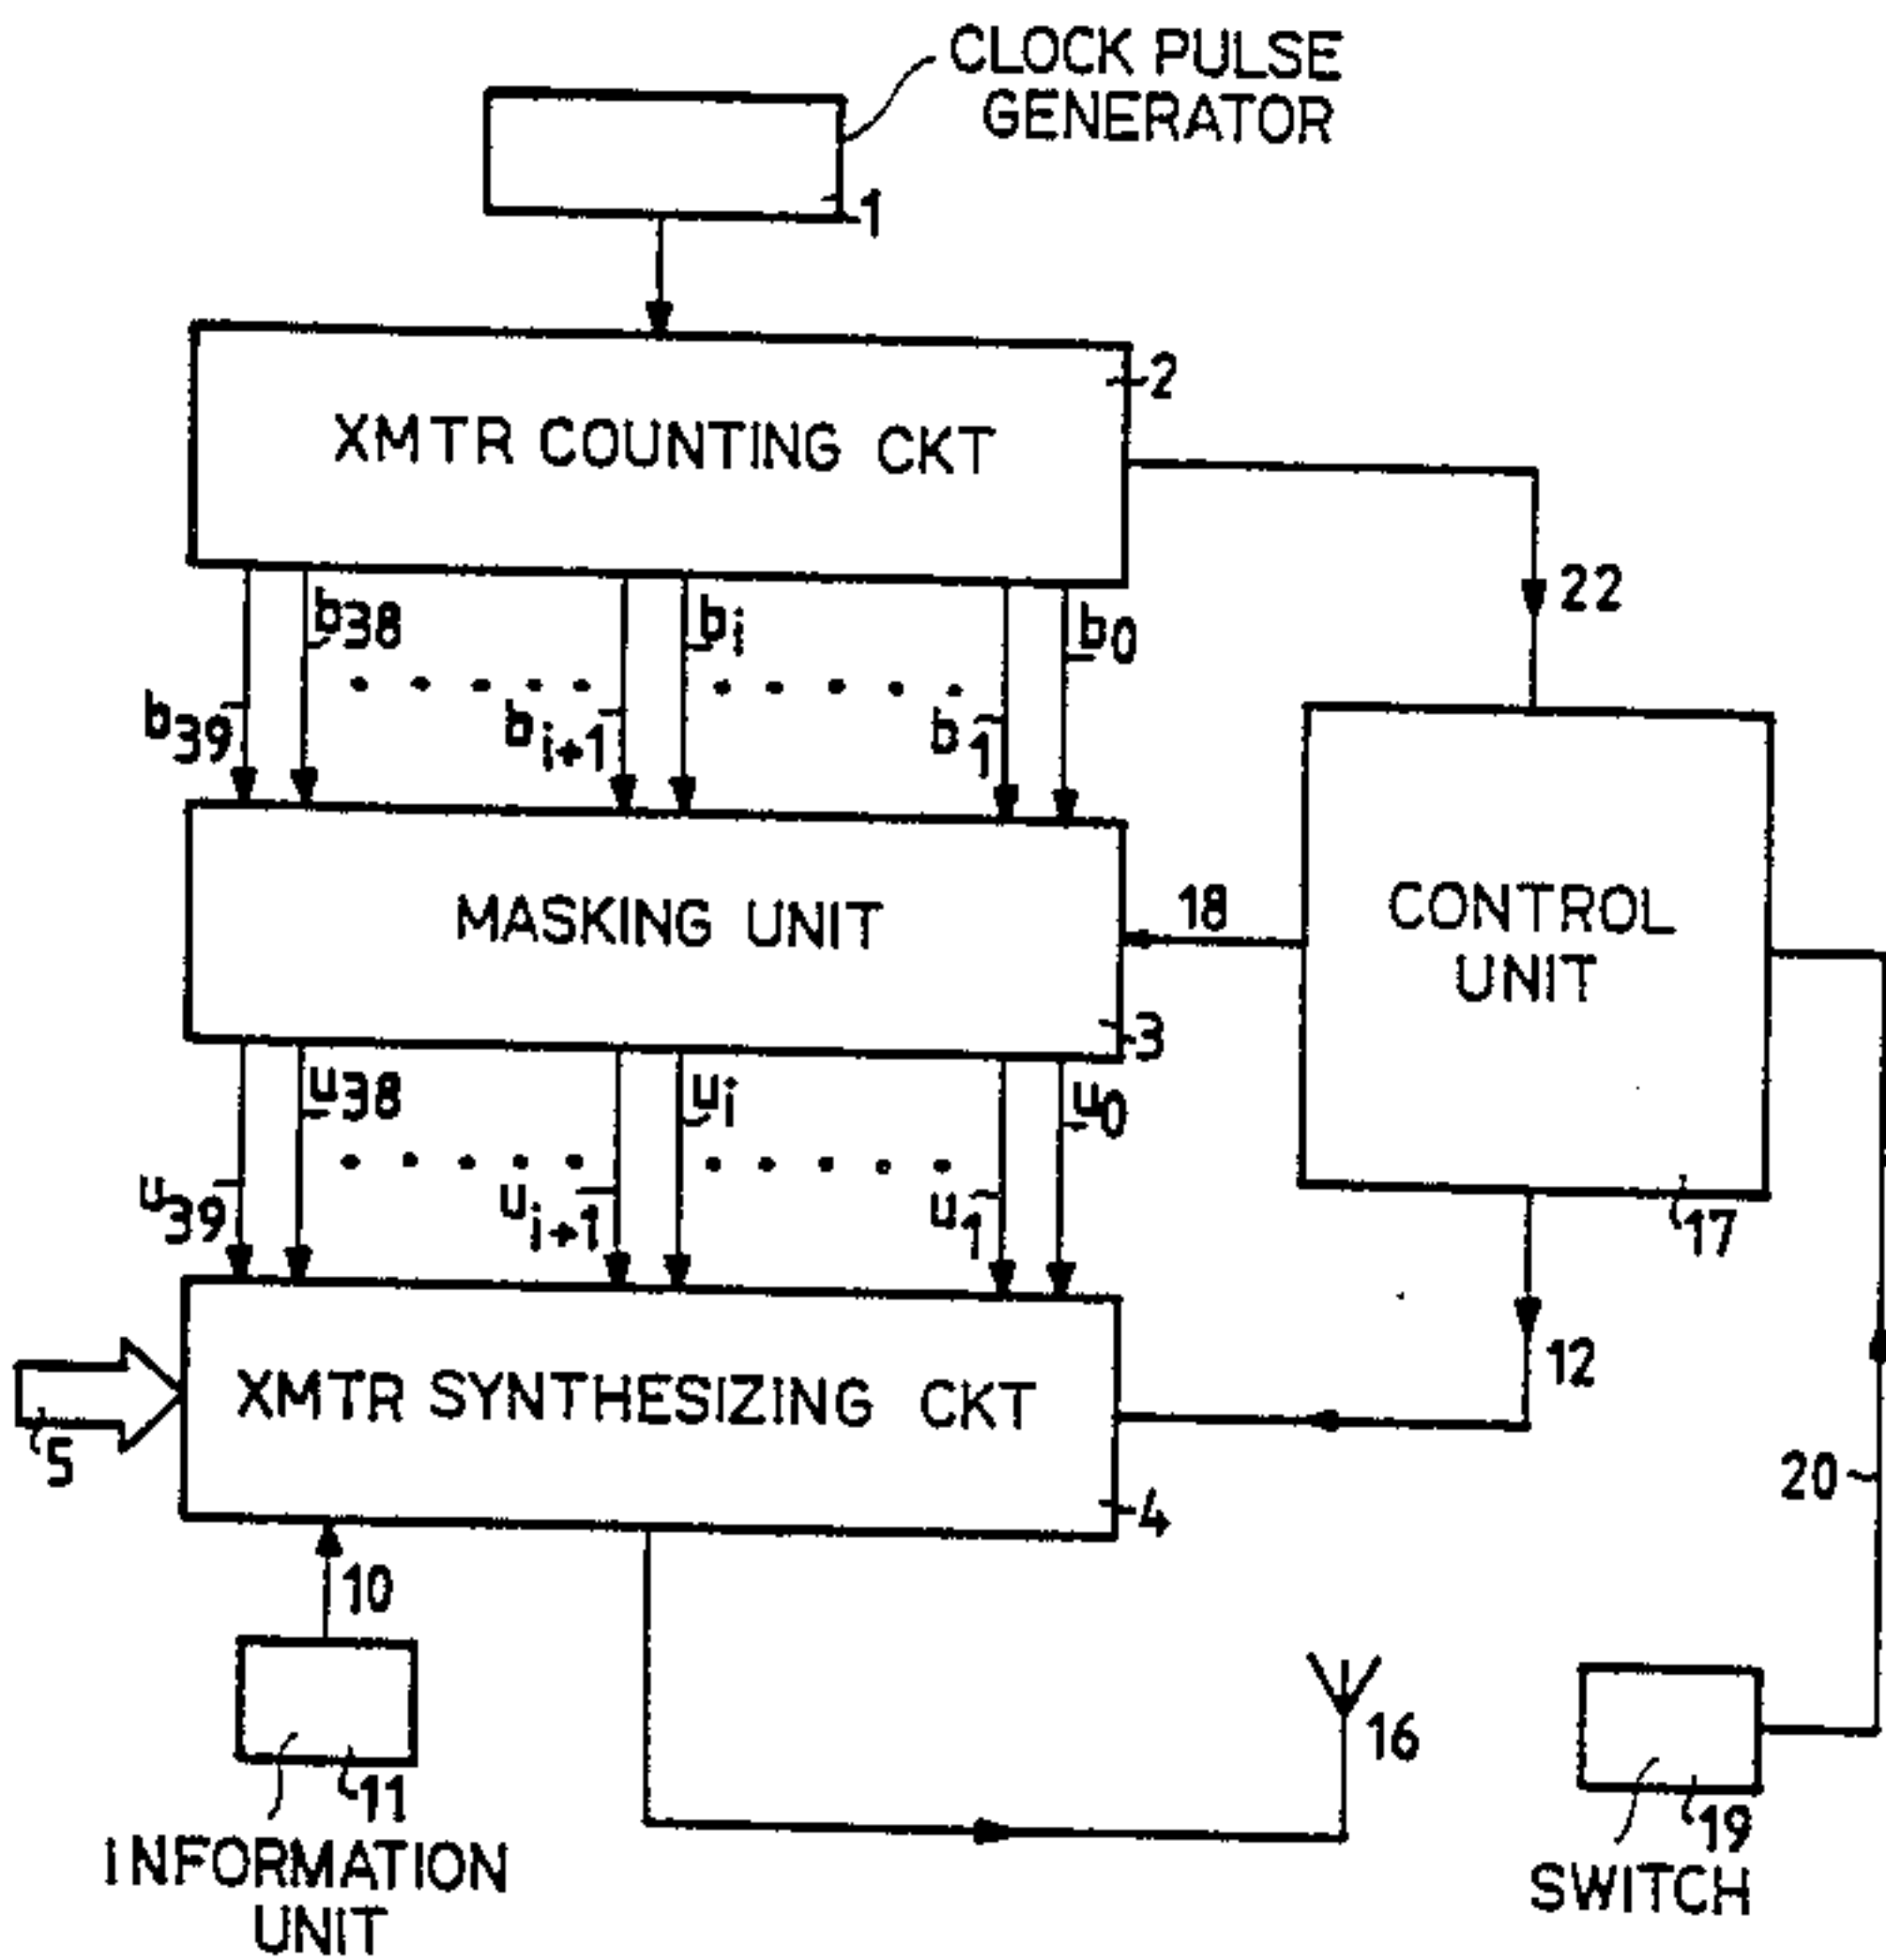 CLOCK PULSE
GENERATOR
1
XMTR COUNTING CKT
2
22
b38
bi
b0
b39
bi+1
b1
MASKING UNIT
3
18
CONTROL
UNIT
17
u38
ui
u0
u39
ui+1
u1
XMTR SYNTHESIZING CKT
4
5
12
20
10
11
INFORMATION
UNIT
16
19
SWITCH